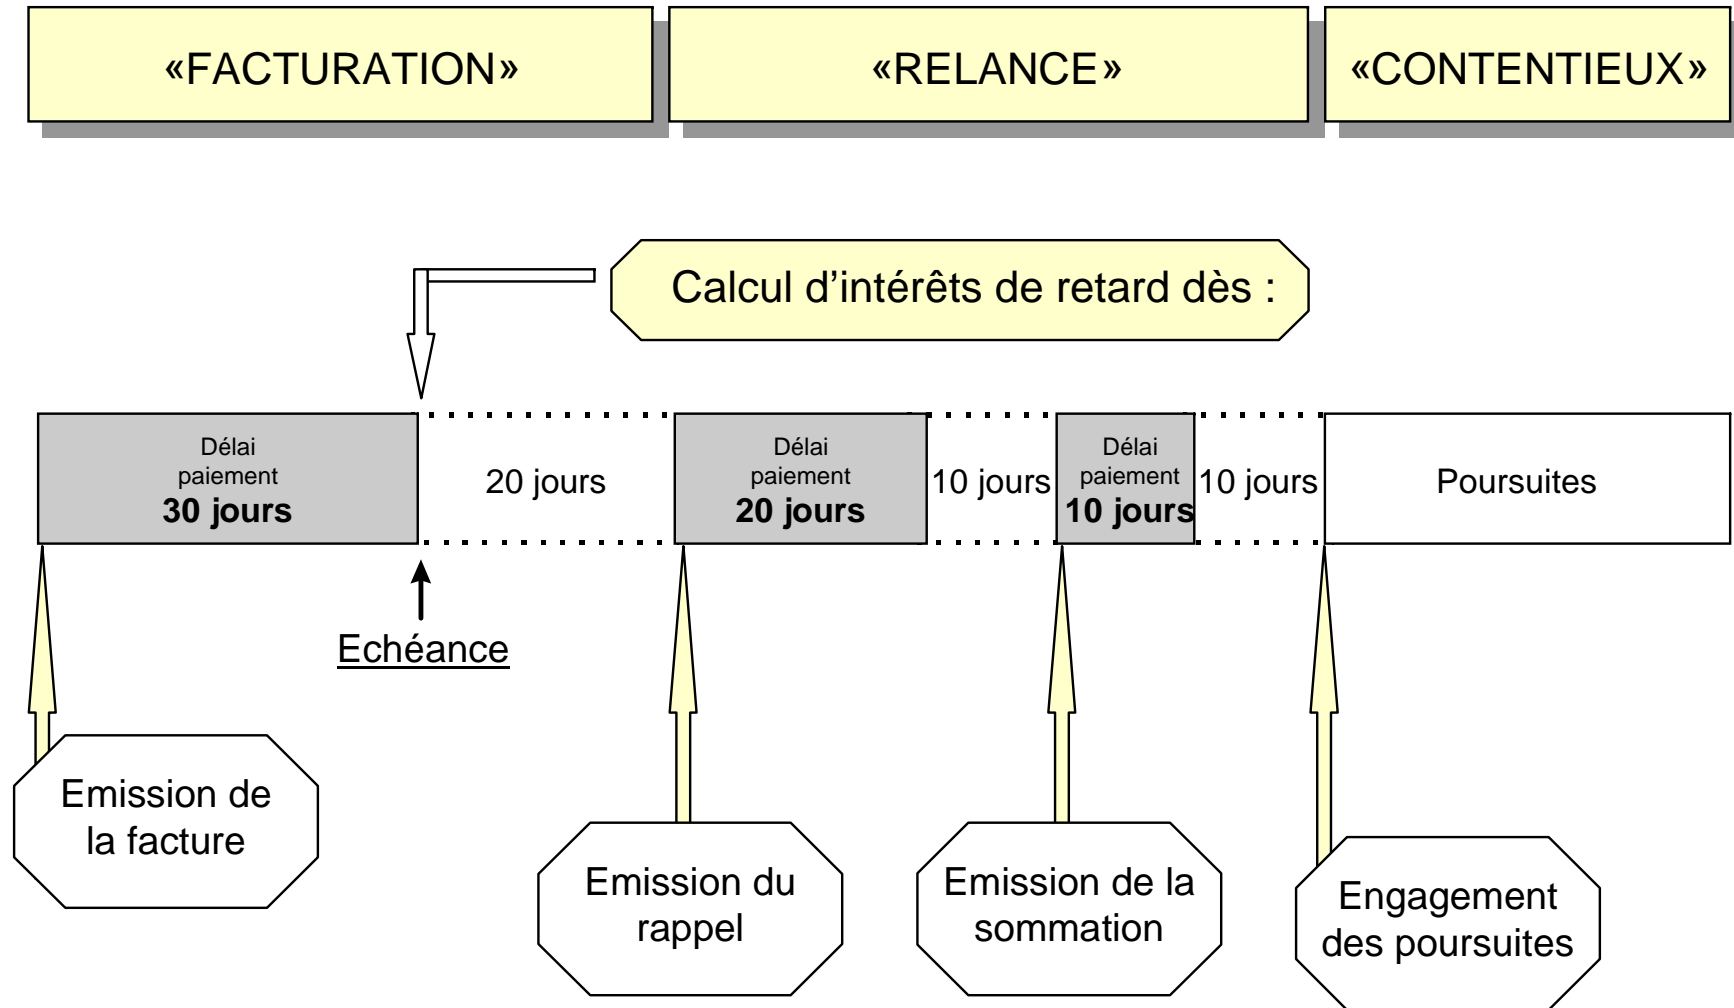 «FACTURATION»
«RELANCE»
«CONTENTIEUX»
Calcul d’intérêts de retard dès :
Délai
paiement
30 jours
20 jours
Délai
paiement
20 jours
10 jours
Délai
paiement
10 jours
10 jours
Poursuites
Echéance
Emission de
la facture
Emission du
rappel
Emission de la
sommation
Engagement
des poursuites